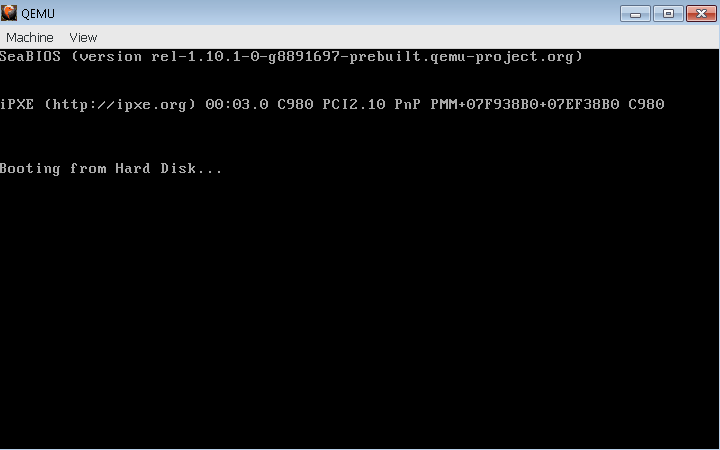 QEMU
Machine View
SeaBIOS (version rel-1.10.1-0-g8891697-prebuilt.qemu-project.org)
iPXE (http://ipxe.org) 00:03.0 C980 PCI2.10 PnP PMM+07F938B0+07EF38B0 C980
Booting from Hard Disk...